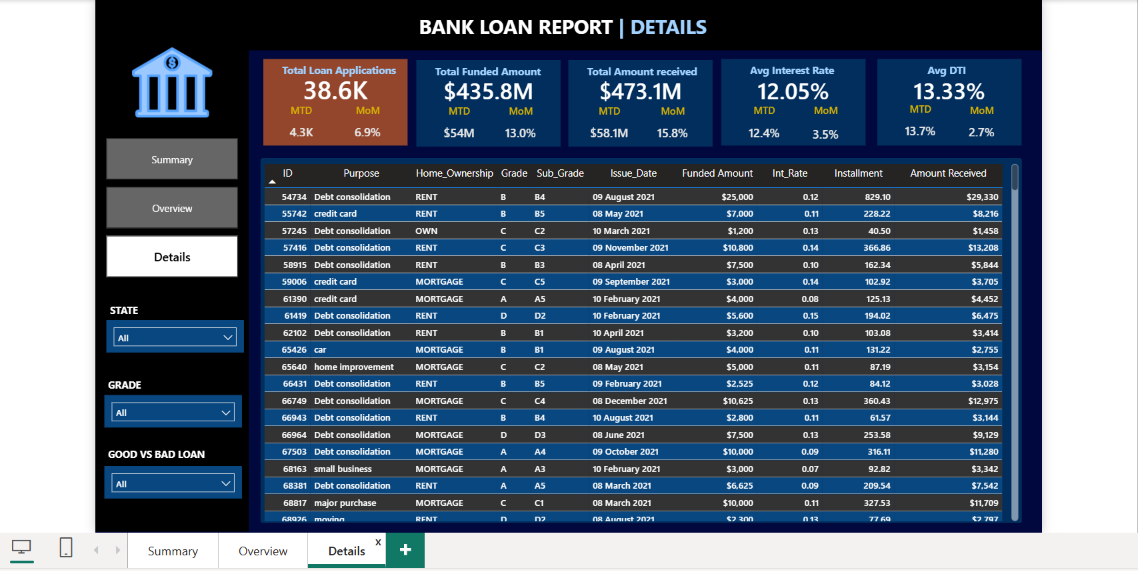 BANK LOAN REPORT | DETAILS
Total Loan Applications
38.6K
MTD MoM
4.3K 6.9%
Total Funded Amount
$435.8M
MTD MoM
$54M 13.0%
Total Amount received
$473.1M
MTD MoM
$58.1M 15.8%
Avg Interest Rate
12.05%
MTD MoM
12.4% 3.5%
Avg DTI
13.33%
MTD MoM
13.7% 2.7%
Summary
Overview
Details
STATE
All
GRADE
All
GOOD VS BAD LOAN
All
ID Purpose Home_Ownership Grade Sub_Grade Issue_Date Funded Amount Int_Rate Installment Amount Received
54734 Debt consolidation RENT B B4 09 August 2021 $25,000 0.12 829.10 $29,330
55742 credit card RENT B B5 08 May 2021 $7,000 0.11 228.22 $8,216
57245 Debt consolidation OWN C C2 10 March 2021 $1,200 0.13 40.50 $1,458
57416 Debt consolidation RENT C C3 09 November 2021 $10,800 0.14 366.86 $13,208
58915 Debt consolidation RENT B B3 08 April 2021 $7,500 0.10 162.34 $5,844
59006 credit card MORTGAGE C C5 09 September 2021 $3,000 0.14 102.92 $3,705
61390 credit card MORTGAGE A A5 10 February 2021 $4,000 0.08 125.13 $4,452
61419 Debt consolidation RENT D D2 10 February 2021 $5,600 0.15 194.02 $6,475
62102 Debt consolidation RENT B B1 10 April 2021 $3,200 0.10 103.08 $3,414
65426 car MORTGAGE B B1 09 August 2021 $4,000 0.11 131.22 $2,755
65640 home improvement MORTGAGE C C2 08 May 2021 $5,000 0.11 87.19 $3,154
66431 Debt consolidation RENT B B5 09 February 2021 $2,525 0.12 84.12 $3,028
66749 Debt consolidation MORTGAGE C C4 08 December 2021 $10,625 0.13 360.43 $12,975
66943 Debt consolidation RENT B B4 10 August 2021 $2,800 0.11 61.57 $3,144
66964 Debt consolidation MORTGAGE D D3 08 June 2021 $7,500 0.13 253.58 $9,129
67503 Debt consolidation MORTGAGE A A4 09 October 2021 $10,000 0.09 316.11 $11,280
68163 small business MORTGAGE A A3 10 February 2021 $3,000 0.07 92.82 $3,342
68381 Debt consolidation RENT A A5 08 March 2021 $6,625 0.09 209.54 $7,542
68817 major purchase MORTGAGE C C1 08 March 2021 $10,000 0.11 327.53 $11,709
68926 moving RENT D D2 08 August 2021 $2,300 0.13 77.69 $2,797
Summary Overview Details x +